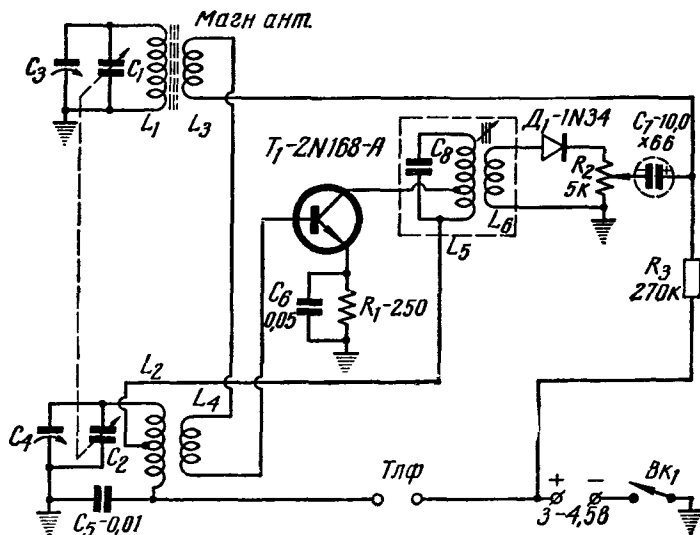 Магн ант.
C3
C1
L1
L3
T1-2N168-A
C8
Д1-1N34
C7-10,0
×6в
R2
5к
L6
L5
C6
0,05
R1-250
R3
270к
L2
L4
C4
C2
C5-0,01
Тлф
+
-
3-4,5в
Вк1